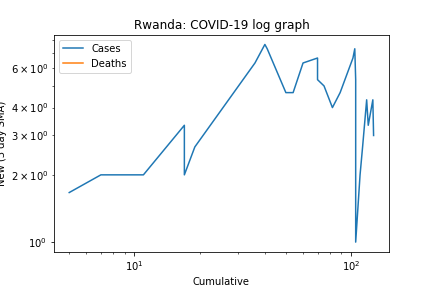 Rwanda: COVID-19 log graph
Cases
Deaths
6 × 10⁰
4 × 10⁰
3 × 10⁰
2 × 10⁰
10⁰
New (3 day SMA)
10¹
10²
Cumulative